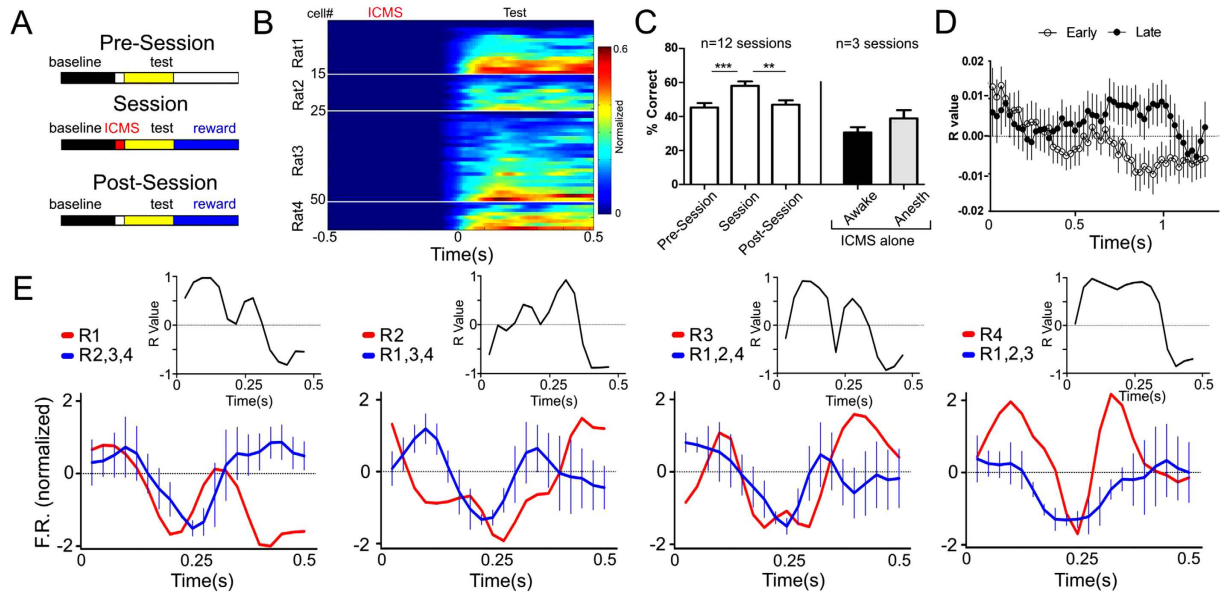 A
Pre-Session
baseline test
Session
baseline ICMS test reward
Post-Session
baseline test reward
B
cell# ICMS Test
Rat1
15
Rat2
25
Rat3
50
Rat4
-0.5 0 0.5
Time(s)
0.6
Normalized
0
C
n=12 sessions n=3 sessions
*** **
% Correct
80
60
40
20
0
Pre-Session
Session
Post-Session
Awake
Anesth
ICMS alone
D
Early Late
R value
0.02
0.01
0.00
-0.01
-0.02
0 0.5 1
Time(s)
E
R1
R2,3,4
R Value
1
0
-1
0 0.25 0.5
Time(s)
F.R. (normalized)
2
0
-2
0 0.25 0.5
Time(s)
R2
R1,3,4
R Value
1
0
-1
0 0.25 0.5
Time(s)
2
0
-2
0 0.25 0.5
Time(s)
R3
R1,2,4
R Value
1
0
-1
0 0.25 0.5
Time(s)
2
0
-2
0 0.25 0.5
Time(s)
R4
R1,2,3
R Value
1
0
-1
0 0.25 0.5
Time(s)
2
0
-2
0 0.25 0.5
Time(s)